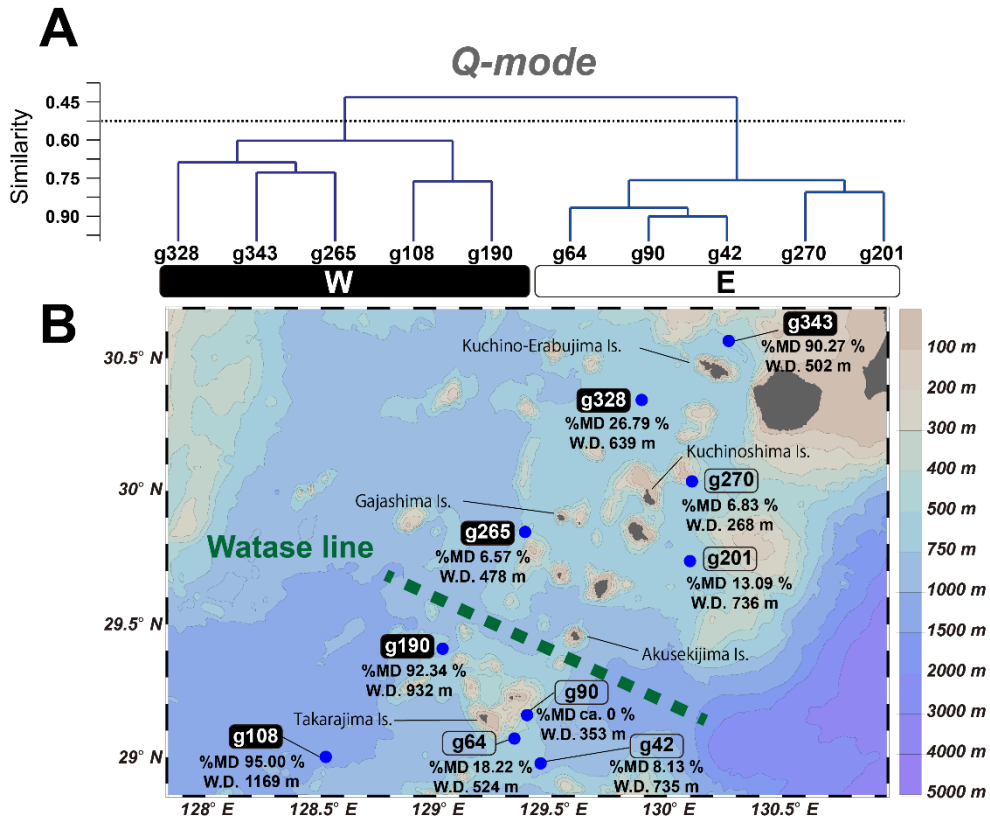 A
Q-mode
Similarity
0.45
0.60
0.75
0.90
g328 g343 g265 g108 g190 g64 g90 g42 g270 g201
W E
B
30.5° N
30° N
29.5° N
29° N
128° E 128.5° E 129° E 129.5° E 130° E 130.5° E
g343
%MD 90.27 %
W.D. 502 m
Kuchino-Erabujima Is.
g328
%MD 26.79 %
W.D. 639 m
Kuchinoshima Is.
g270
%MD 6.83 %
W.D. 268 m
Gajashima Is.
g265
%MD 6.57 %
W.D. 478 m
g201
%MD 13.09 %
W.D. 736 m
Watase line
Akusekijima Is.
g190
%MD 92.34 %
W.D. 932 m
g90
%MD ca. 0 %
W.D. 353 m
Takarajima Is.
g108
%MD 95.00 %
W.D. 1169 m
g64
%MD 18.22 %
W.D. 524 m
g42
%MD 8.13 %
W.D. 735 m
100 m
200 m
300 m
400 m
500 m
750 m
1000 m
1500 m
2000 m
3000 m
4000 m
5000 m